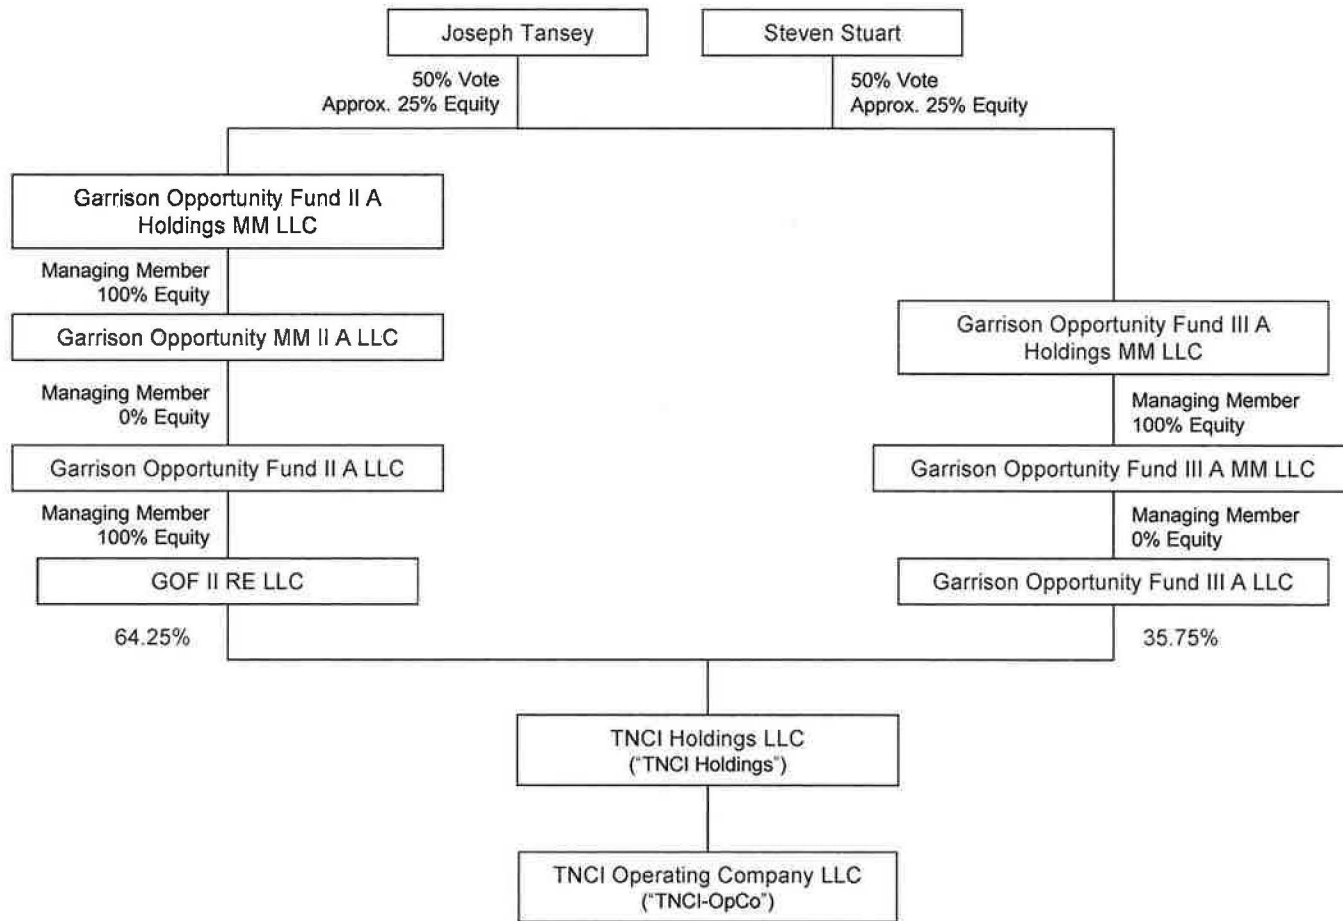 Joseph Tansey
Steven Stuart
50% Vote
Approx. 25% Equity
50% Vote
Approx. 25% Equity
Garrison Opportunity Fund II A
Holdings MM LLC
Managing Member
100% Equity
Garrison Opportunity MM II A LLC
Managing Member
0% Equity
Garrison Opportunity Fund II A LLC
Managing Member
100% Equity
GOF II RE LLC
64.25%
Garrison Opportunity Fund III A
Holdings MM LLC
Managing Member
100% Equity
Garrison Opportunity Fund III A MM LLC
Managing Member
0% Equity
Garrison Opportunity Fund III A LLC
35.75%
TNCI Holdings LLC
("TNCI Holdings")
TNCI Operating Company LLC
("TNCI-OpCo")